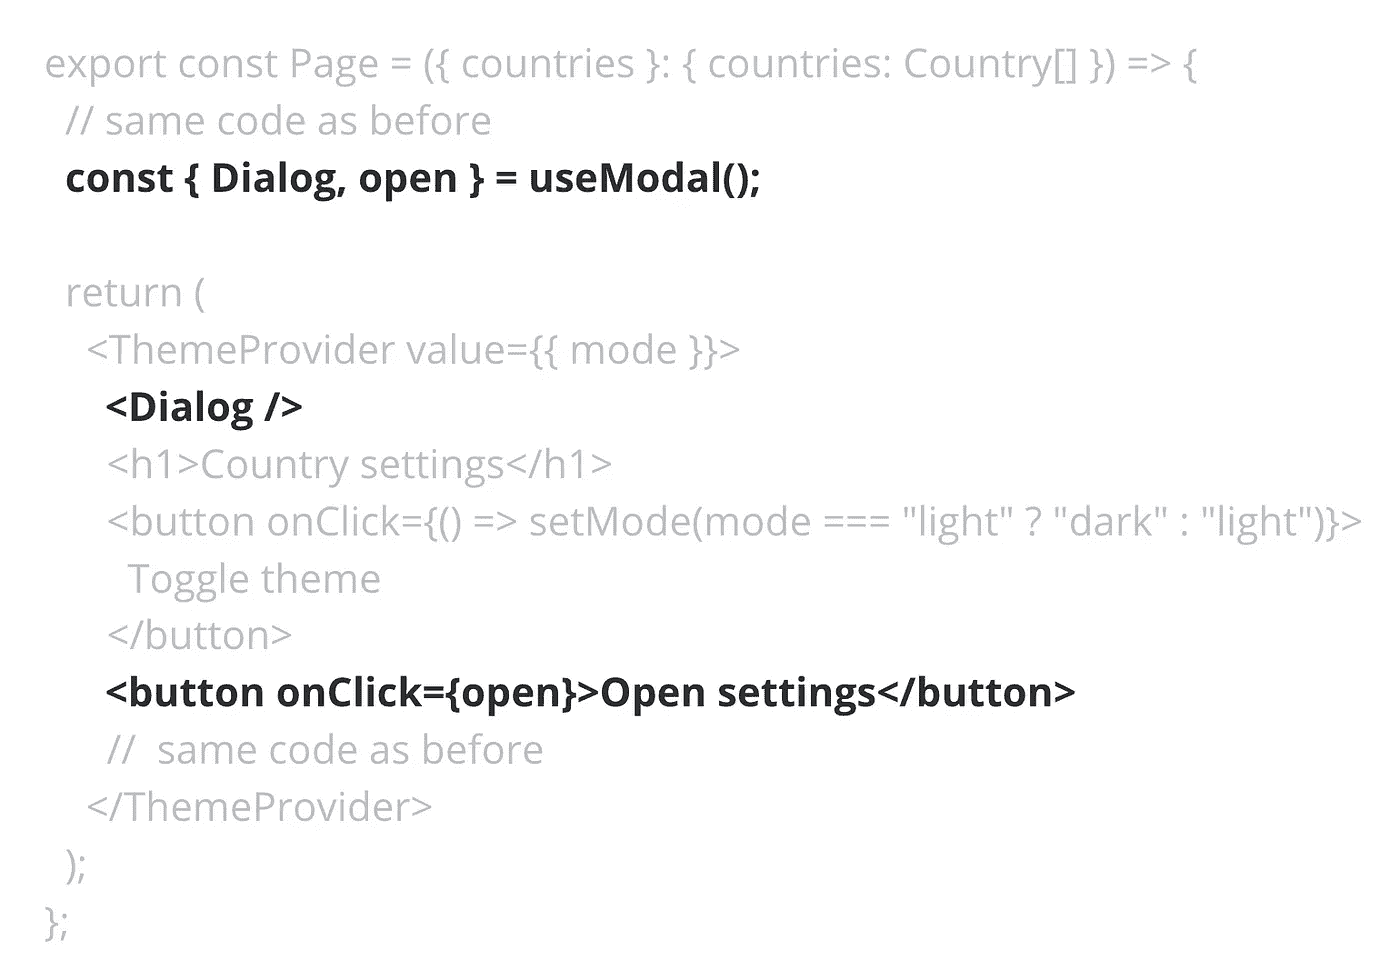 export const Page = ({ countries }: { countries: Country[] }) => {
// same code as before
const { Dialog, open } = useModal();
return (
<ThemeProvider value={{ mode }}>
<Dialog />
<h1>Country settings</h1>
<button onClick={() => setMode(mode === "light" ? "dark" : "light")}>
Toggle theme
</button>
<button onClick={open}>Open settings</button>
//  same code as before
</ThemeProvider>
);
};